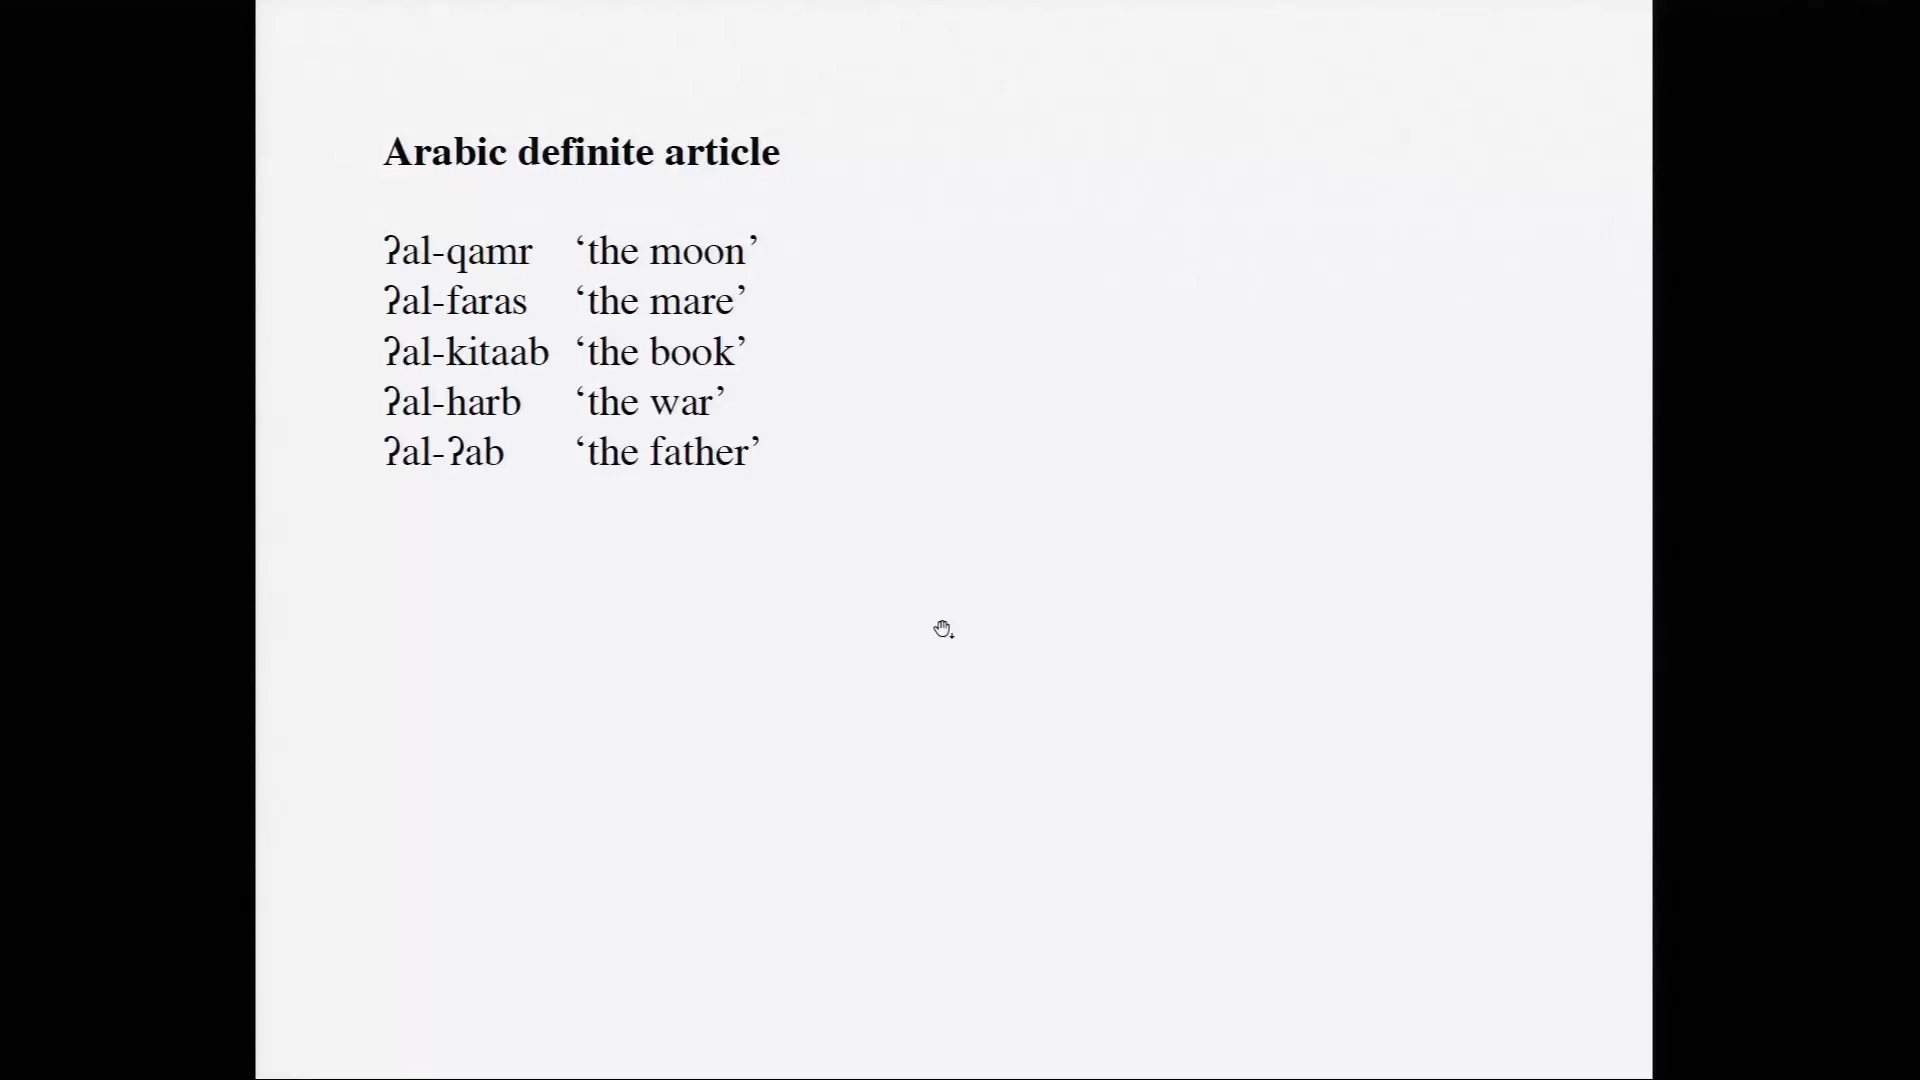 Arabic definite article
ʔal-qamr ‘the moon’
ʔal-faras ‘the mare’
ʔal-kitaab ‘the book’
ʔal-harb ‘the war’
ʔal-ʔab ‘the father’